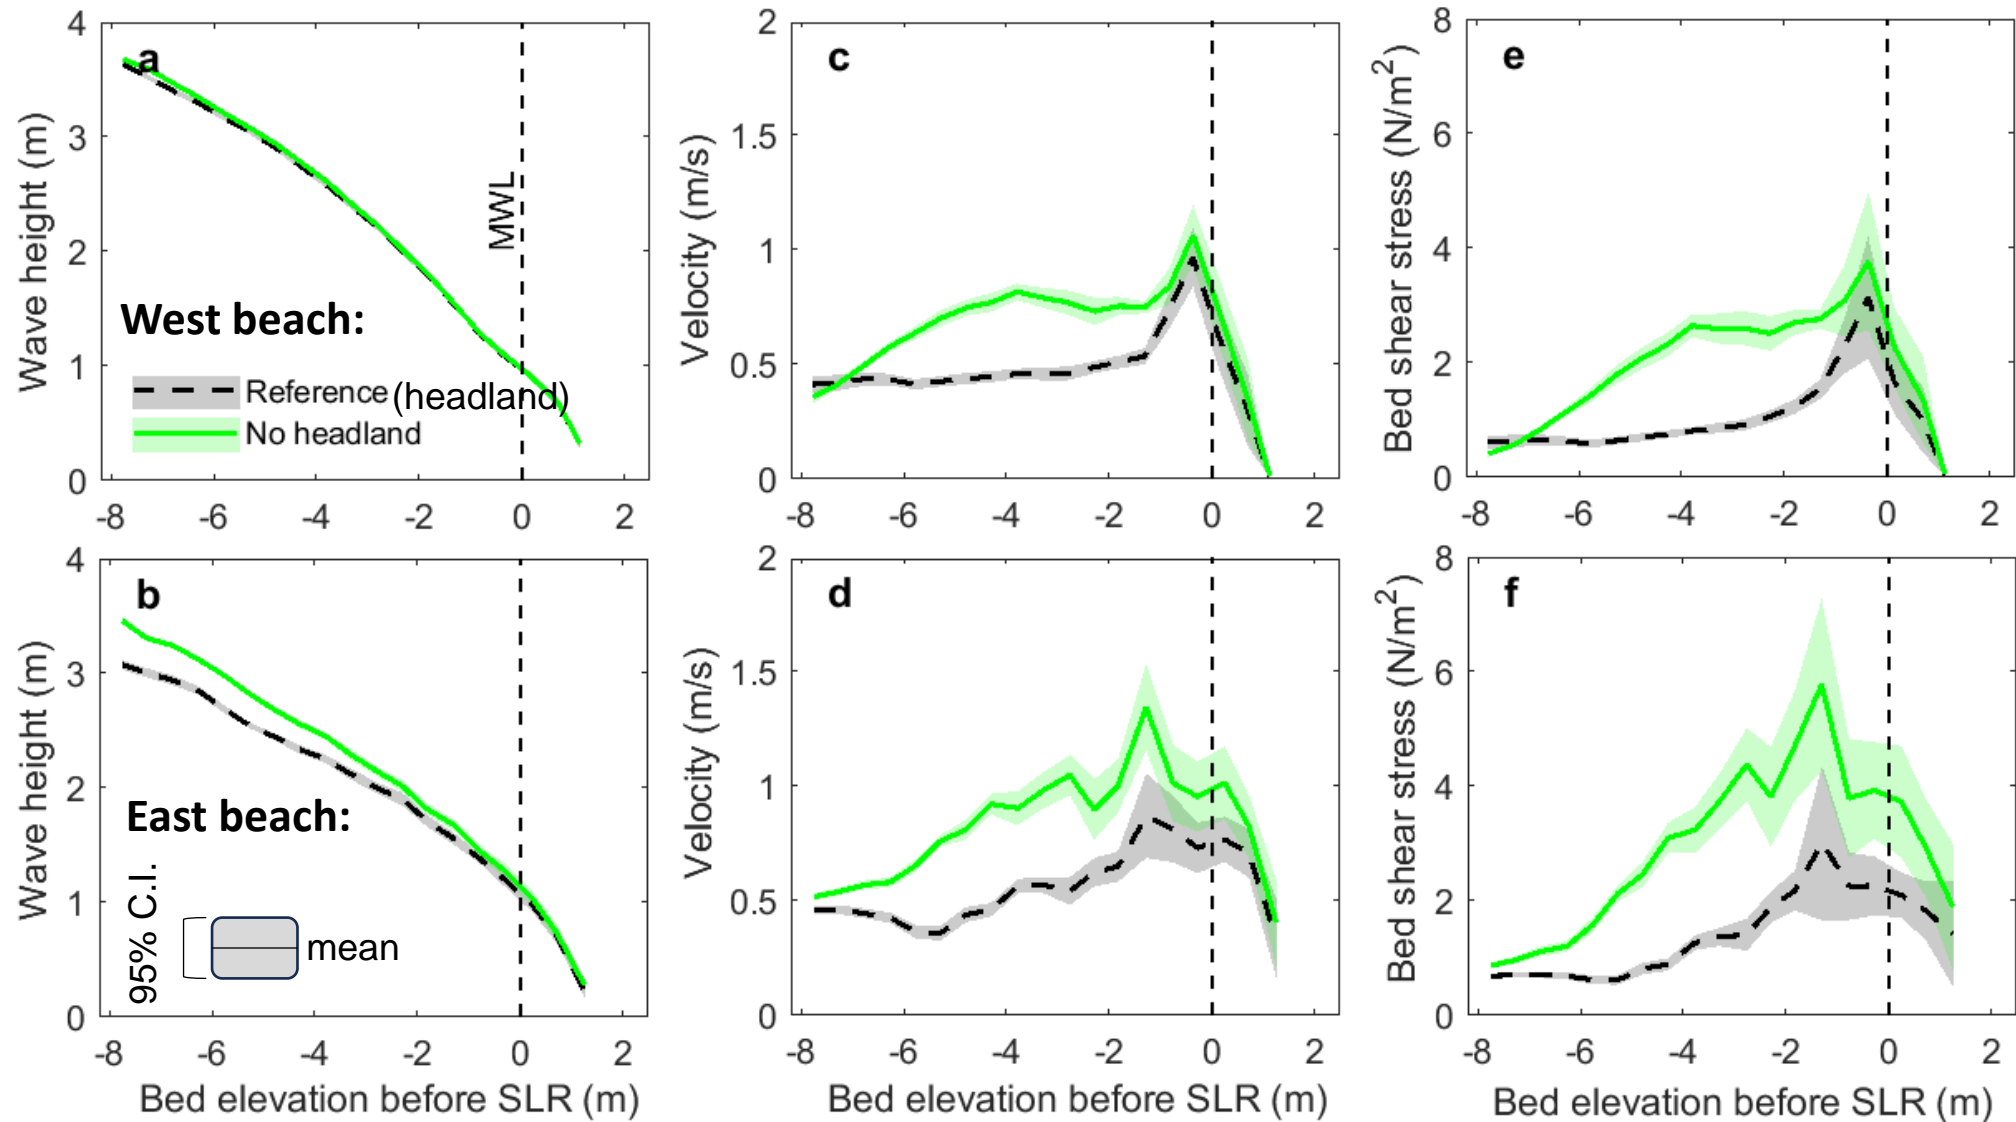 a
Wave height (m)
4
3
2
1
0
MWL
West beach:
Reference (headland)
No headland
-8 -6 -4 -2 0 2
c
Velocity (m/s)
2
1.5
1
0.5
0
-8 -6 -4 -2 0 2
e
Bed shear stress (N/m²)
8
6
4
2
0
-8 -6 -4 -2 0 2
b
Wave height (m)
4
3
2
1
0
East beach:
95% C.I.
mean
-8 -6 -4 -2 0 2
Bed elevation before SLR (m)
d
Velocity (m/s)
2
1.5
1
0.5
0
-8 -6 -4 -2 0 2
Bed elevation before SLR (m)
f
Bed shear stress (N/m²)
8
6
4
2
0
-8 -6 -4 -2 0 2
Bed elevation before SLR (m)